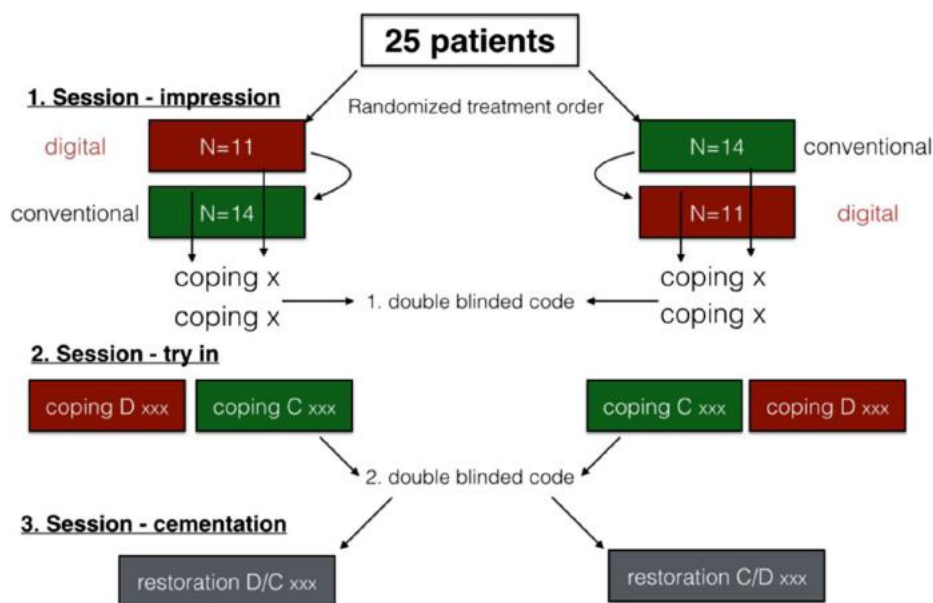 25 patients
1. Session - impression
Randomized treatment order
digital
N=11
N=14
conventional
conventional
N=14
N=11
digital
coping x
coping x
coping x
coping x
1. double blinded code
2. Session - try in
coping D xxx
coping C xxx
coping C xxx
coping D xxx
2. double blinded code
3. Session - cementation
restoration D/C xxx
restoration C/D xxx